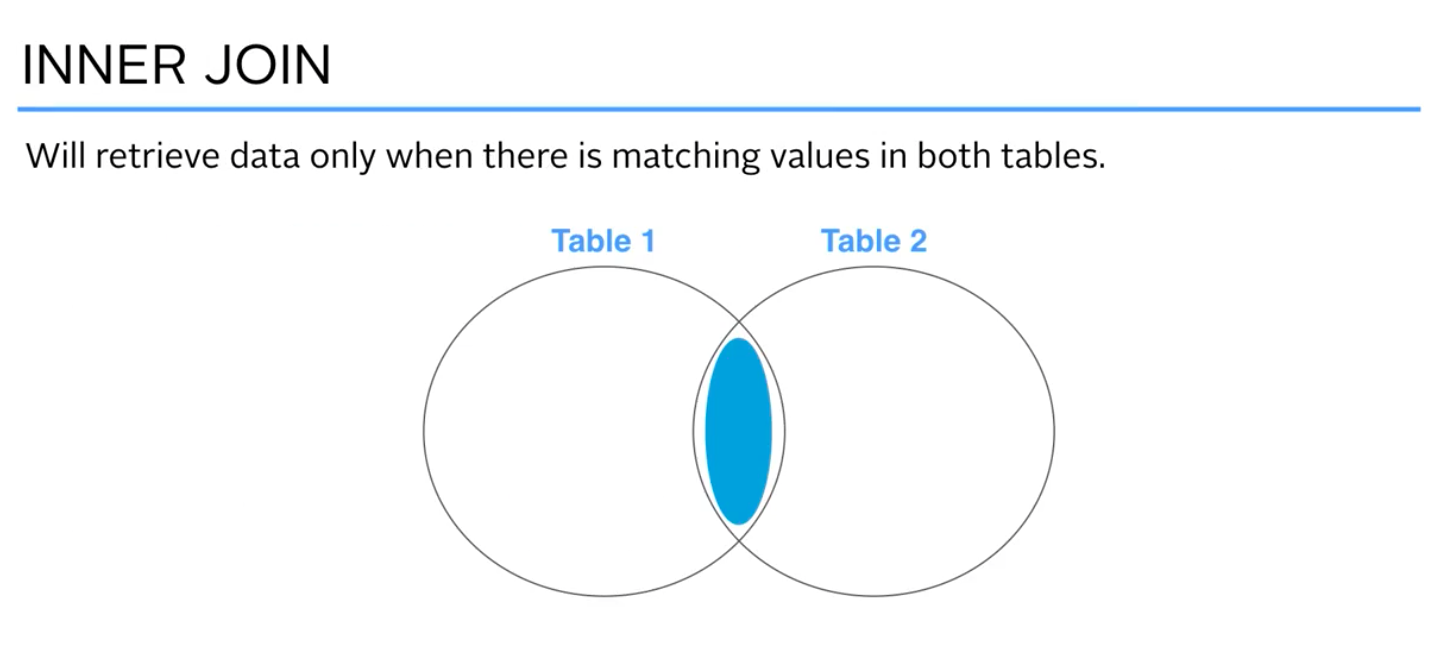 INNER JOIN
Will retrieve data only when there is matching values in both tables.
Table 1 Table 2